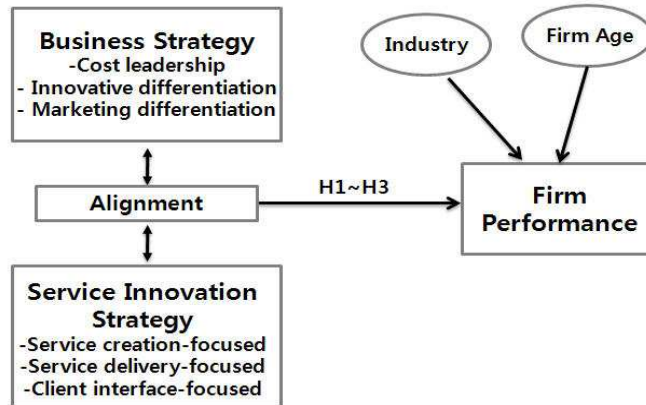 Business Strategy
-Cost leadership
- Innovative differentiation
- Marketing differentiation
Industry
Firm Age
Alignment
H1~H3
Firm
Performance
Service Innovation
Strategy
-Service creation-focused
-Service delivery-focused
-Client interface-focused